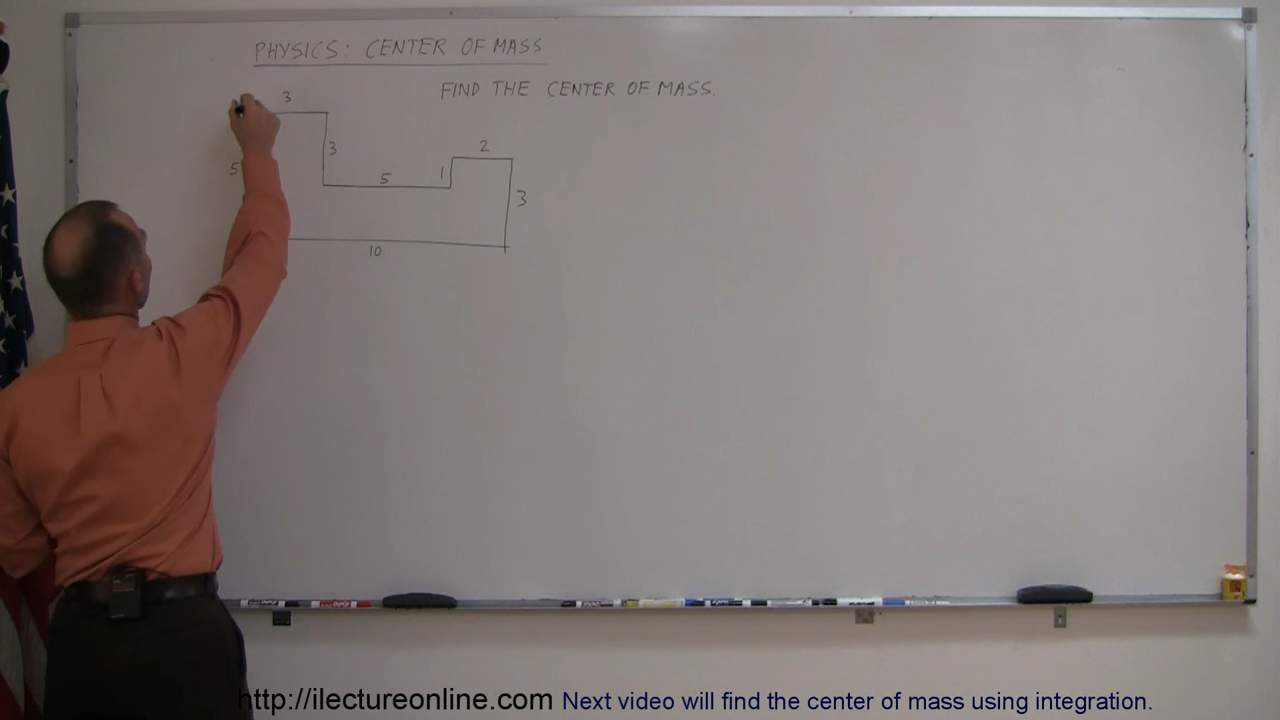 PHYSICS: CENTER OF MASS
FIND THE CENTER OF MASS.
3
3
2
5
5
1
3
10
http://ilectureonline.com Next video will find the center of mass using integration.